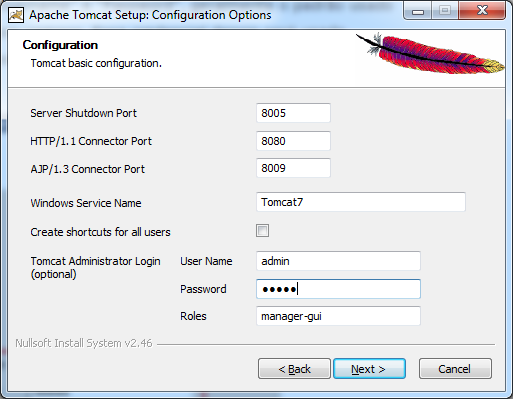 Apache Tomcat Setup: Configuration Options
Configuration
Tomcat basic configuration.
Server Shutdown Port 8005
HTTP/1.1 Connector Port 8080
AJP/1.3 Connector Port 8009
Windows Service Name Tomcat7
Create shortcuts for all users
Tomcat Administrator Login (optional)
User Name admin
Password ●●●●●
Roles manager-gui
Nullsoft Install System v2.46
< Back Next > Cancel